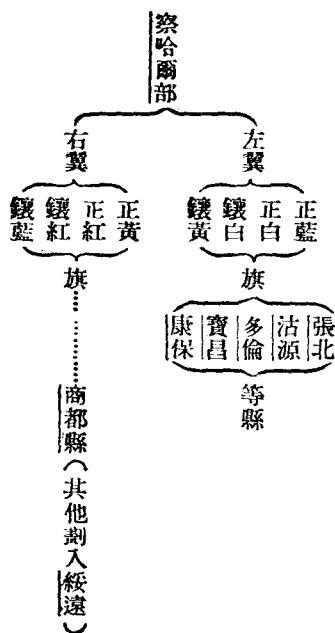 察哈爾部
左翼
正藍
正白
鑲白
鑲黃
旗
張北
沽源
多倫
寶昌
康保
等縣
右翼
正黃
正紅
鑲紅
鑲藍
旗…………商都縣(其他劃入綏遠)